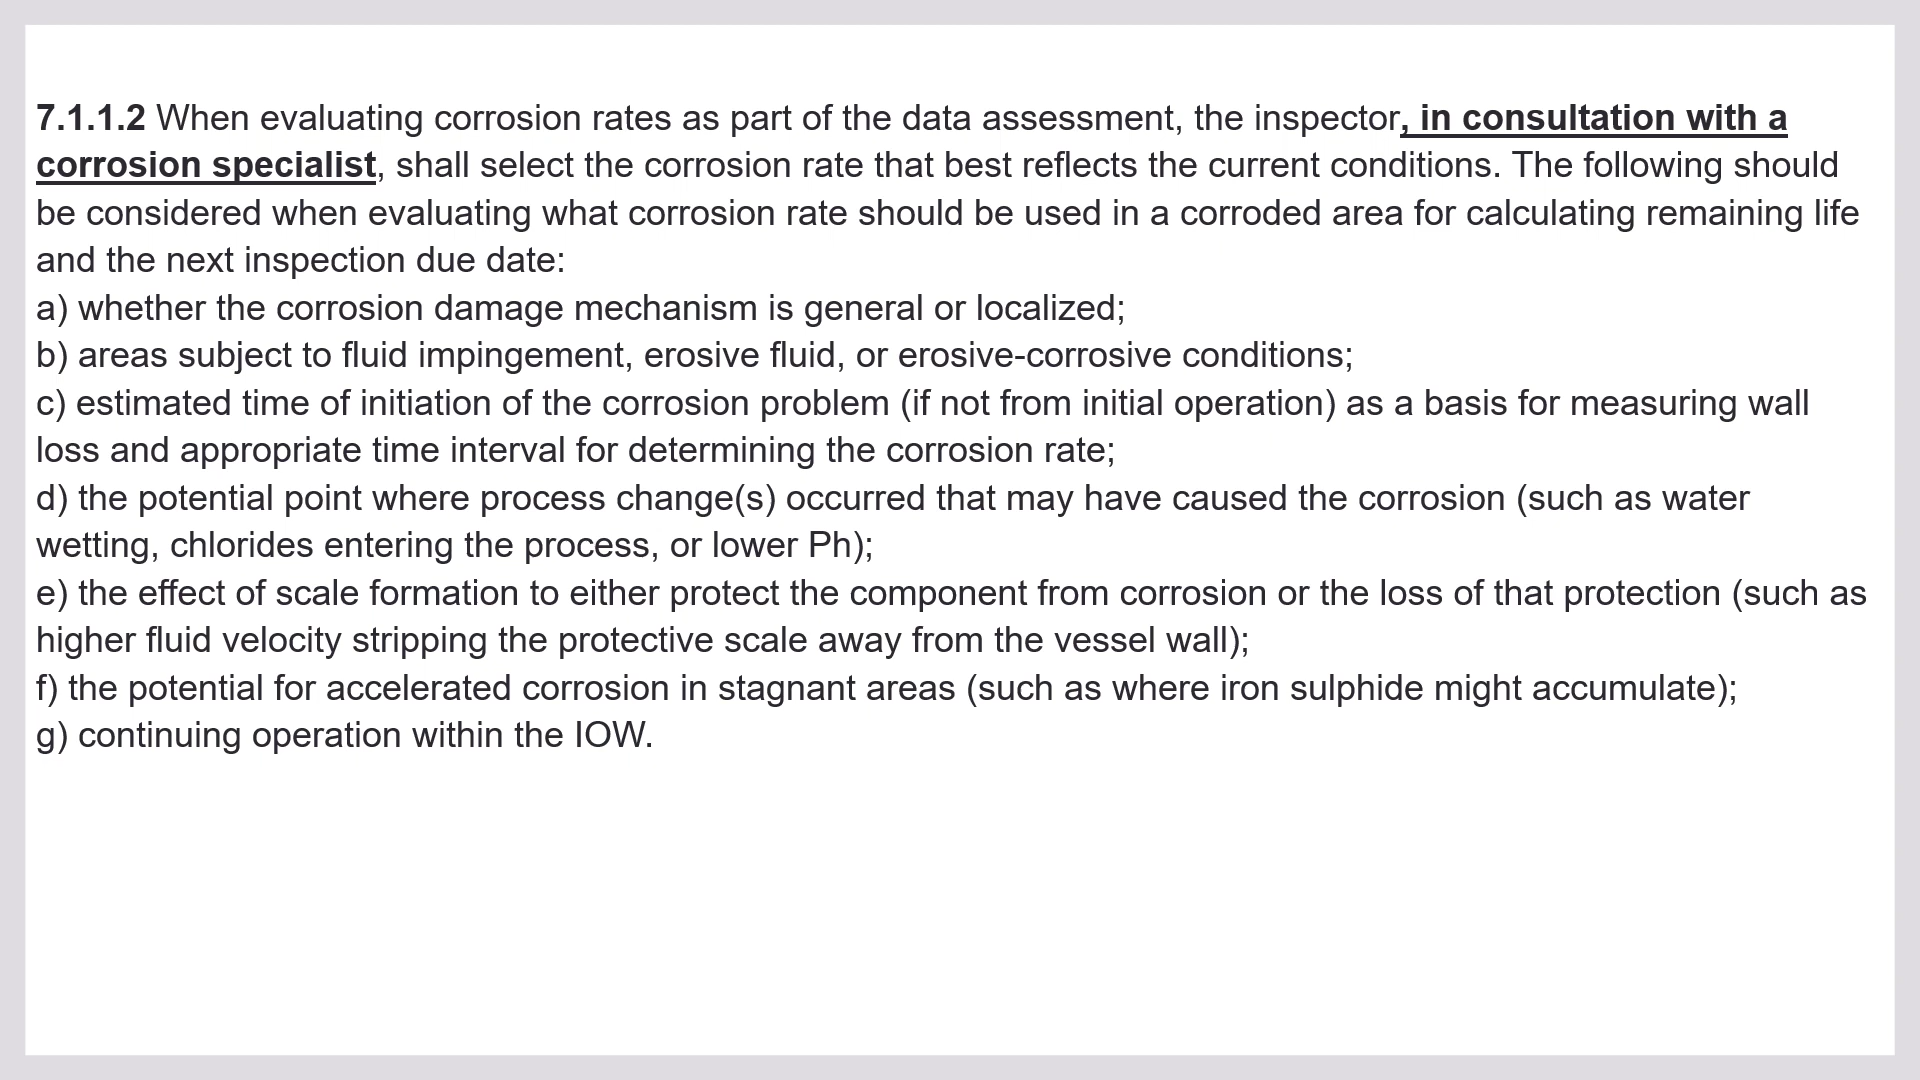 7.1.1.2 When evaluating corrosion rates as part of the data assessment, the inspector, in consultation with a
corrosion specialist, shall select the corrosion rate that best reflects the current conditions. The following should
be considered when evaluating what corrosion rate should be used in a corroded area for calculating remaining life
and the next inspection due date:
a) whether the corrosion damage mechanism is general or localized;
b) areas subject to fluid impingement, erosive fluid, or erosive-corrosive conditions;
c) estimated time of initiation of the corrosion problem (if not from initial operation) as a basis for measuring wall
loss and appropriate time interval for determining the corrosion rate;
d) the potential point where process change(s) occurred that may have caused the corrosion (such as water
wetting, chlorides entering the process, or lower Ph);
e) the effect of scale formation to either protect the component from corrosion or the loss of that protection (such as
higher fluid velocity stripping the protective scale away from the vessel wall);
f) the potential for accelerated corrosion in stagnant areas (such as where iron sulphide might accumulate);
g) continuing operation within the IOW.